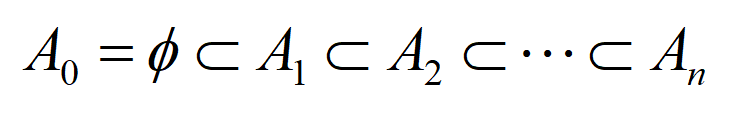 A₀ = ϕ ⊂ A₁ ⊂ A₂ ⊂ ⋯ ⊂ Aₙ